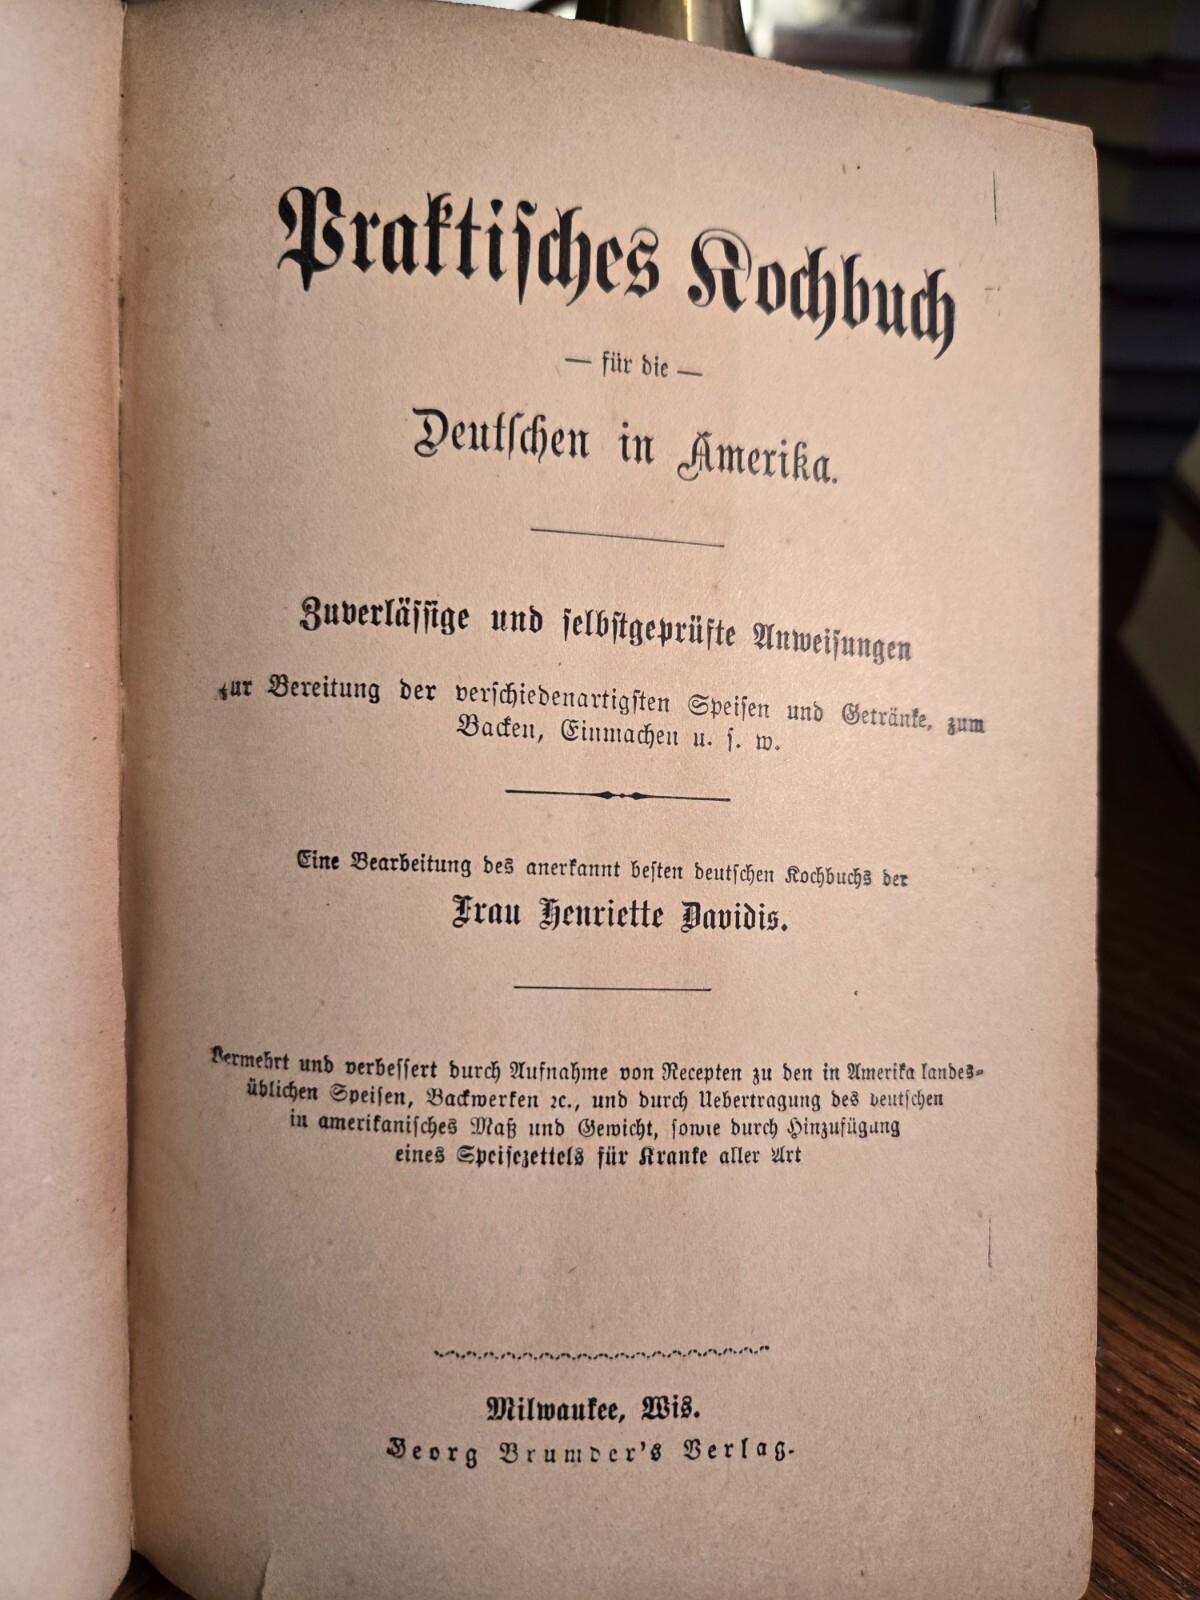 Praktisches Kochbuch
— für die —
Deutschen in Amerika.
Zuverlässige und selbstgeprüfte Anweisungen
zur Bereitung der verschiedenartigsten Speisen und Getränke, zum
Backen, Einmachen u. s. w.
Eine Bearbeitung des anerkannt besten deutschen Kochbuchs der
Frau Henriette Davidis.
Vermehrt und verbessert durch Aufnahme von Recepten zu den in Amerika landes-
üblichen Speisen, Backwerken ꝛc., und durch Uebertragung des deutschen
in amerikanisches Maß und Gewicht, sowie durch Hinzufügung
eines Speisezettels für Kranke aller Art
Milwaukee, Wis.
Georg Brumder's Verlag.